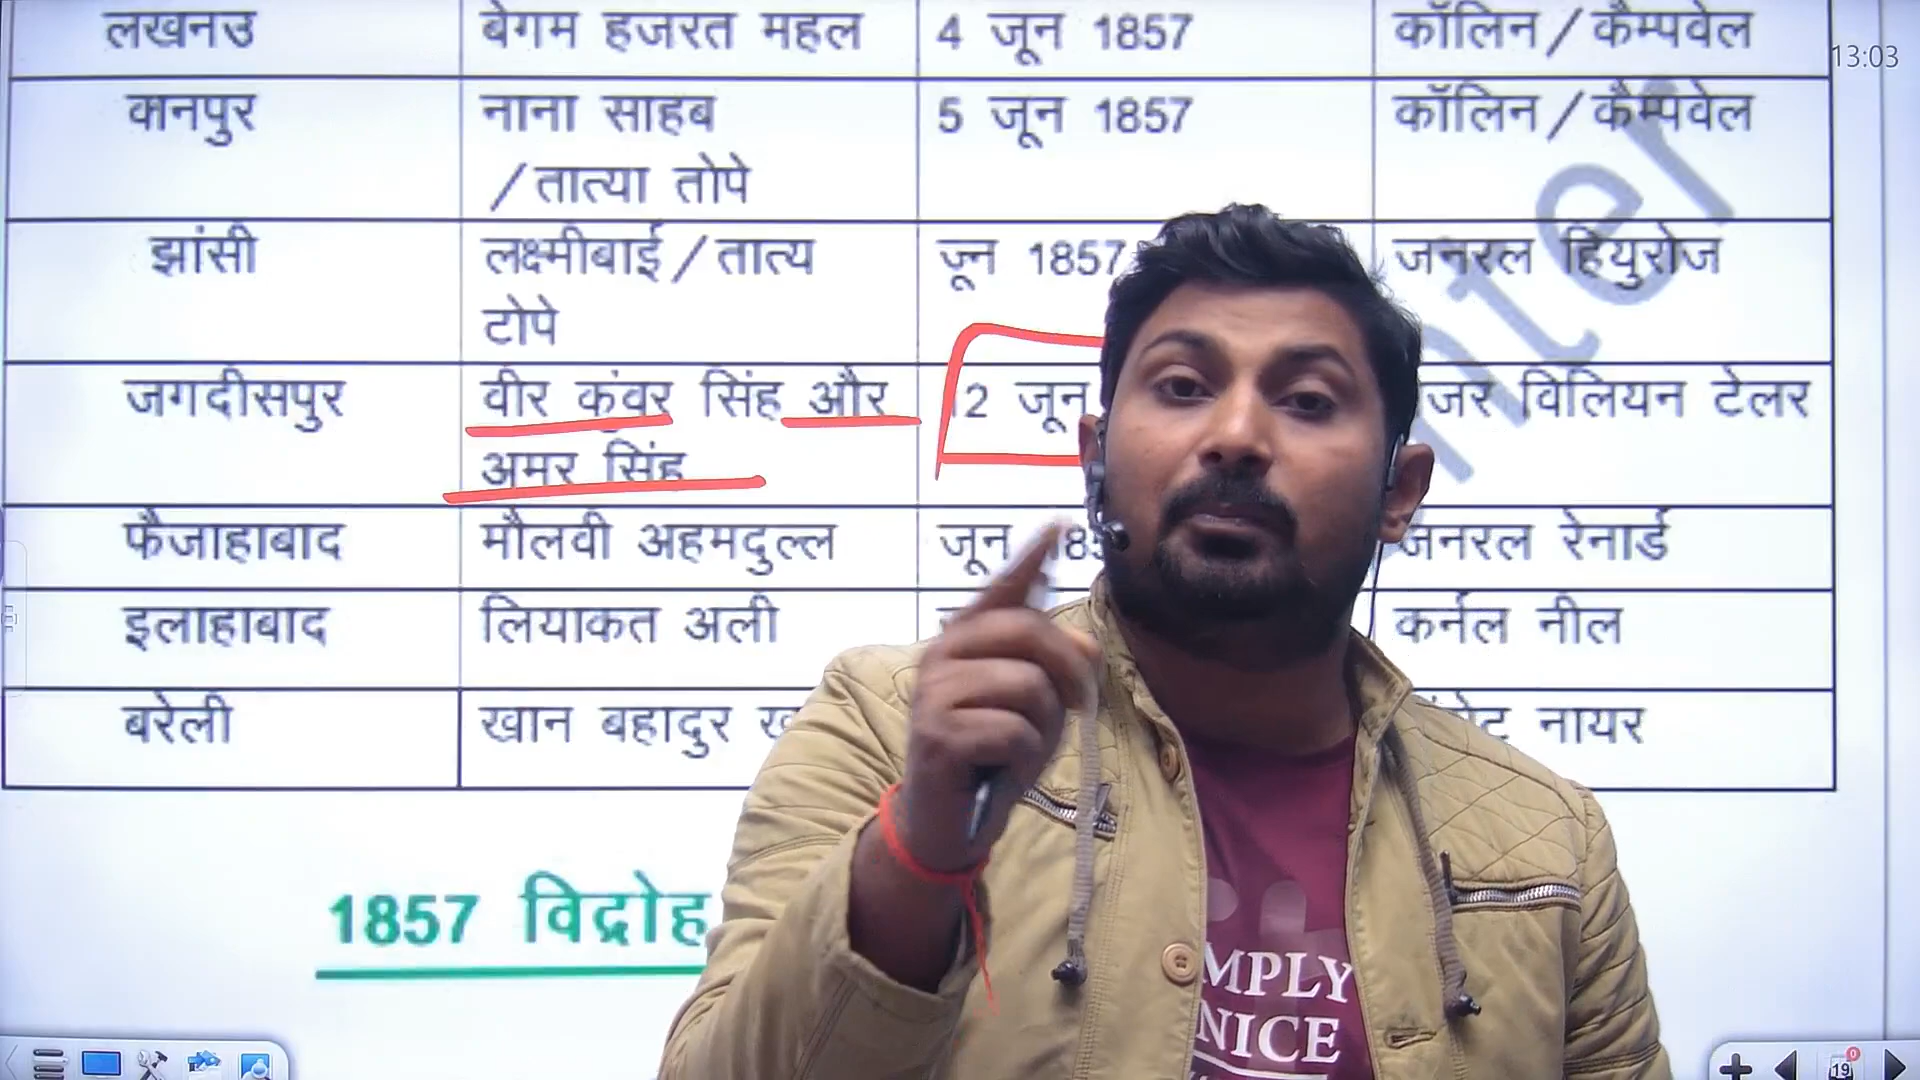 लखनउ बेगम हजरत महल 4 जून 1857 कॉलिन/कैम्पवेल
13:03
कानपुर नाना साहब 5 जून 1857 कॉलिन/कैम्पवेल
/तात्या तोपे
झांसी लक्ष्मीबाई/तात्य जून 1857 जनरल हियुरोज
टोपे
जगदीसपुर वीर कुंवर सिंह और 12 जून विलियन टेलर
अमर सिंह
फैजाहाबाद मौलवी अहमदुल्ल जून जनरल रेनार्ड
इलाहाबाद लियाकत अली कर्नल नील
बरेली खान बहादुर नायर
1857 विद्रोह
MPLY
NICE
19